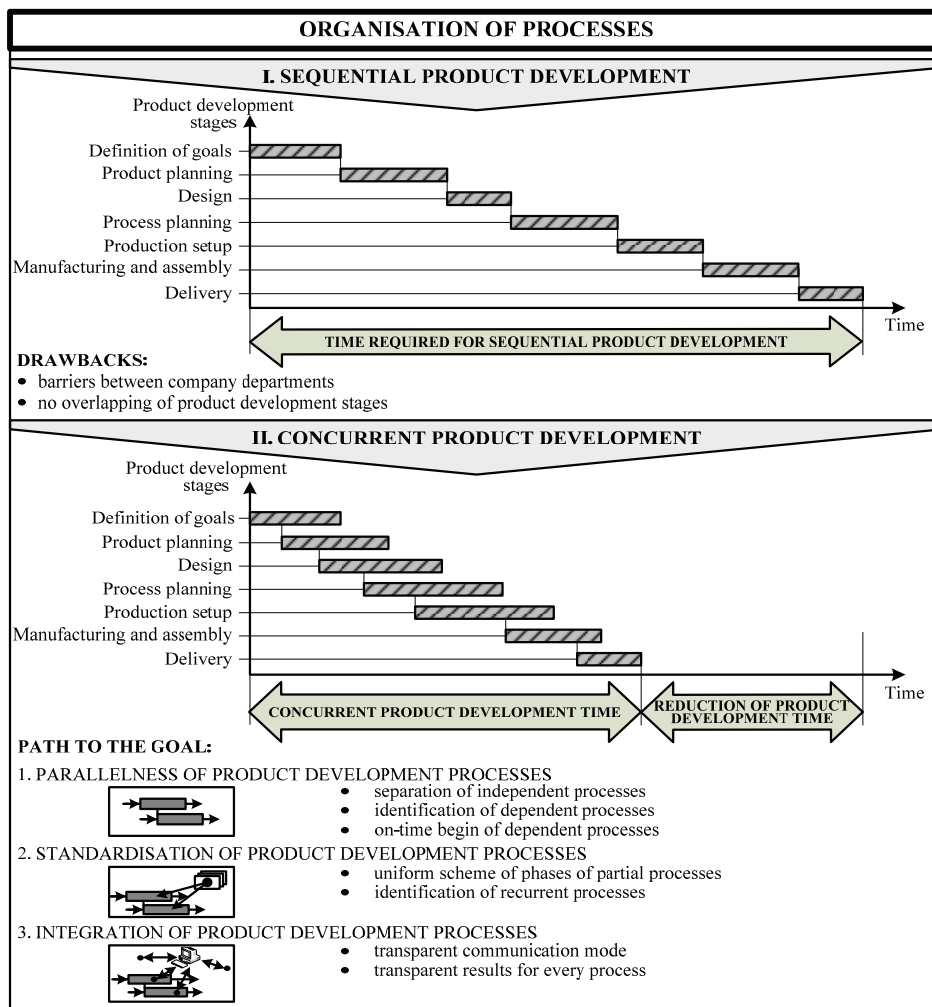 ORGANISATION OF PROCESSES
I. SEQUENTIAL PRODUCT DEVELOPMENT
Product development
stages
Definition of goals
Product planning
Design
Process planning
Production setup
Manufacturing and assembly
Delivery
Time
TIME REQUIRED FOR SEQUENTIAL PRODUCT DEVELOPMENT
DRAWBACKS:
• barriers between company departments
• no overlapping of product development stages
II. CONCURRENT PRODUCT DEVELOPMENT
Product development
stages
Definition of goals
Product planning
Design
Process planning
Production setup
Manufacturing and assembly
Delivery
Time
CONCURRENT PRODUCT DEVELOPMENT TIME
REDUCTION OF PRODUCT
DEVELOPMENT TIME
PATH TO THE GOAL:
1. PARALLELNESS OF PRODUCT DEVELOPMENT PROCESSES
• separation of independent processes
• identification of dependent processes
• on-time begin of dependent processes
2. STANDARDISATION OF PRODUCT DEVELOPMENT PROCESSES
• uniform scheme of phases of partial processes
• identification of recurrent processes
3. INTEGRATION OF PRODUCT DEVELOPMENT PROCESSES
• transparent communication mode
• transparent results for every process